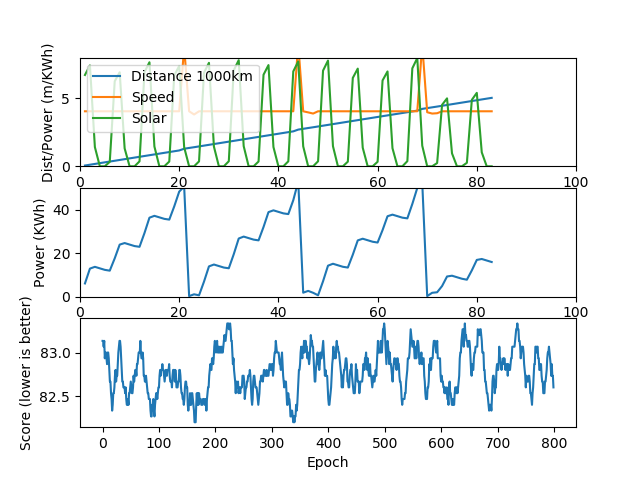 Dist/Power (m/KWh)
5
0
Distance 1000km
Speed
Solar
0 20 40 60 80 100
Power (KWh)
40
20
0
0 20 40 60 80 100
Score (lower is better)
83.0
82.5
0 100 200 300 400 500 600 700 800
Epoch